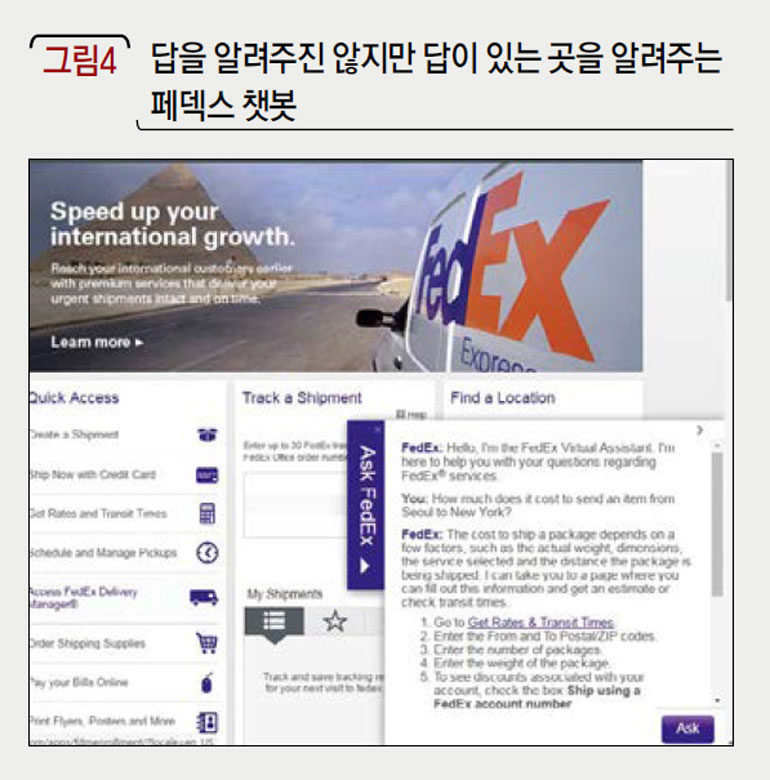 그림4
답을 알려주진 않지만 답이 있는 곳을 알려주는
페덱스 챗봇
Speed up your
international growth.
Reach your international customers earlier
with premium services that deliver your
urgent shipments intact and on time.
Learn more ▸
FedEx
Express
Quick Access
Create a Shipment
Ship Now with Credit Card
Get Rates and Transit Times
Schedule and Manage Pickups
Access FedEx Delivery
Manager®
Order Shipping Supplies
Pay your Bills Online
Print Flyers, Posters and More
Track a Shipment
Help
Enter up to 30 FedEx
FedEx Office order
My Shipments
Track and save tracking
for your next visit to fedex.
Find a Location
Ask FedEx
FedEx: Hello, I'm the FedEx Virtual Assistant. I'm
here to help you with your questions regarding
FedEx® services.
You: How much does it cost to send an item from
Seoul to New York?
FedEx: The cost to ship a package depends on a
few factors, such as the actual weight, dimensions,
the service selected and the distance the package is
being shipped. I can take you to a page where you
can fill out this information and get an estimate or
check transit times.
1. Go to Get Rates & Transit Times.
2. Enter the From and To Postal/ZIP codes.
3. Enter the number of packages.
4. Enter the weight of the package.
5. To see discounts associated with your
account, check the box Ship using a
FedEx account number
Ask